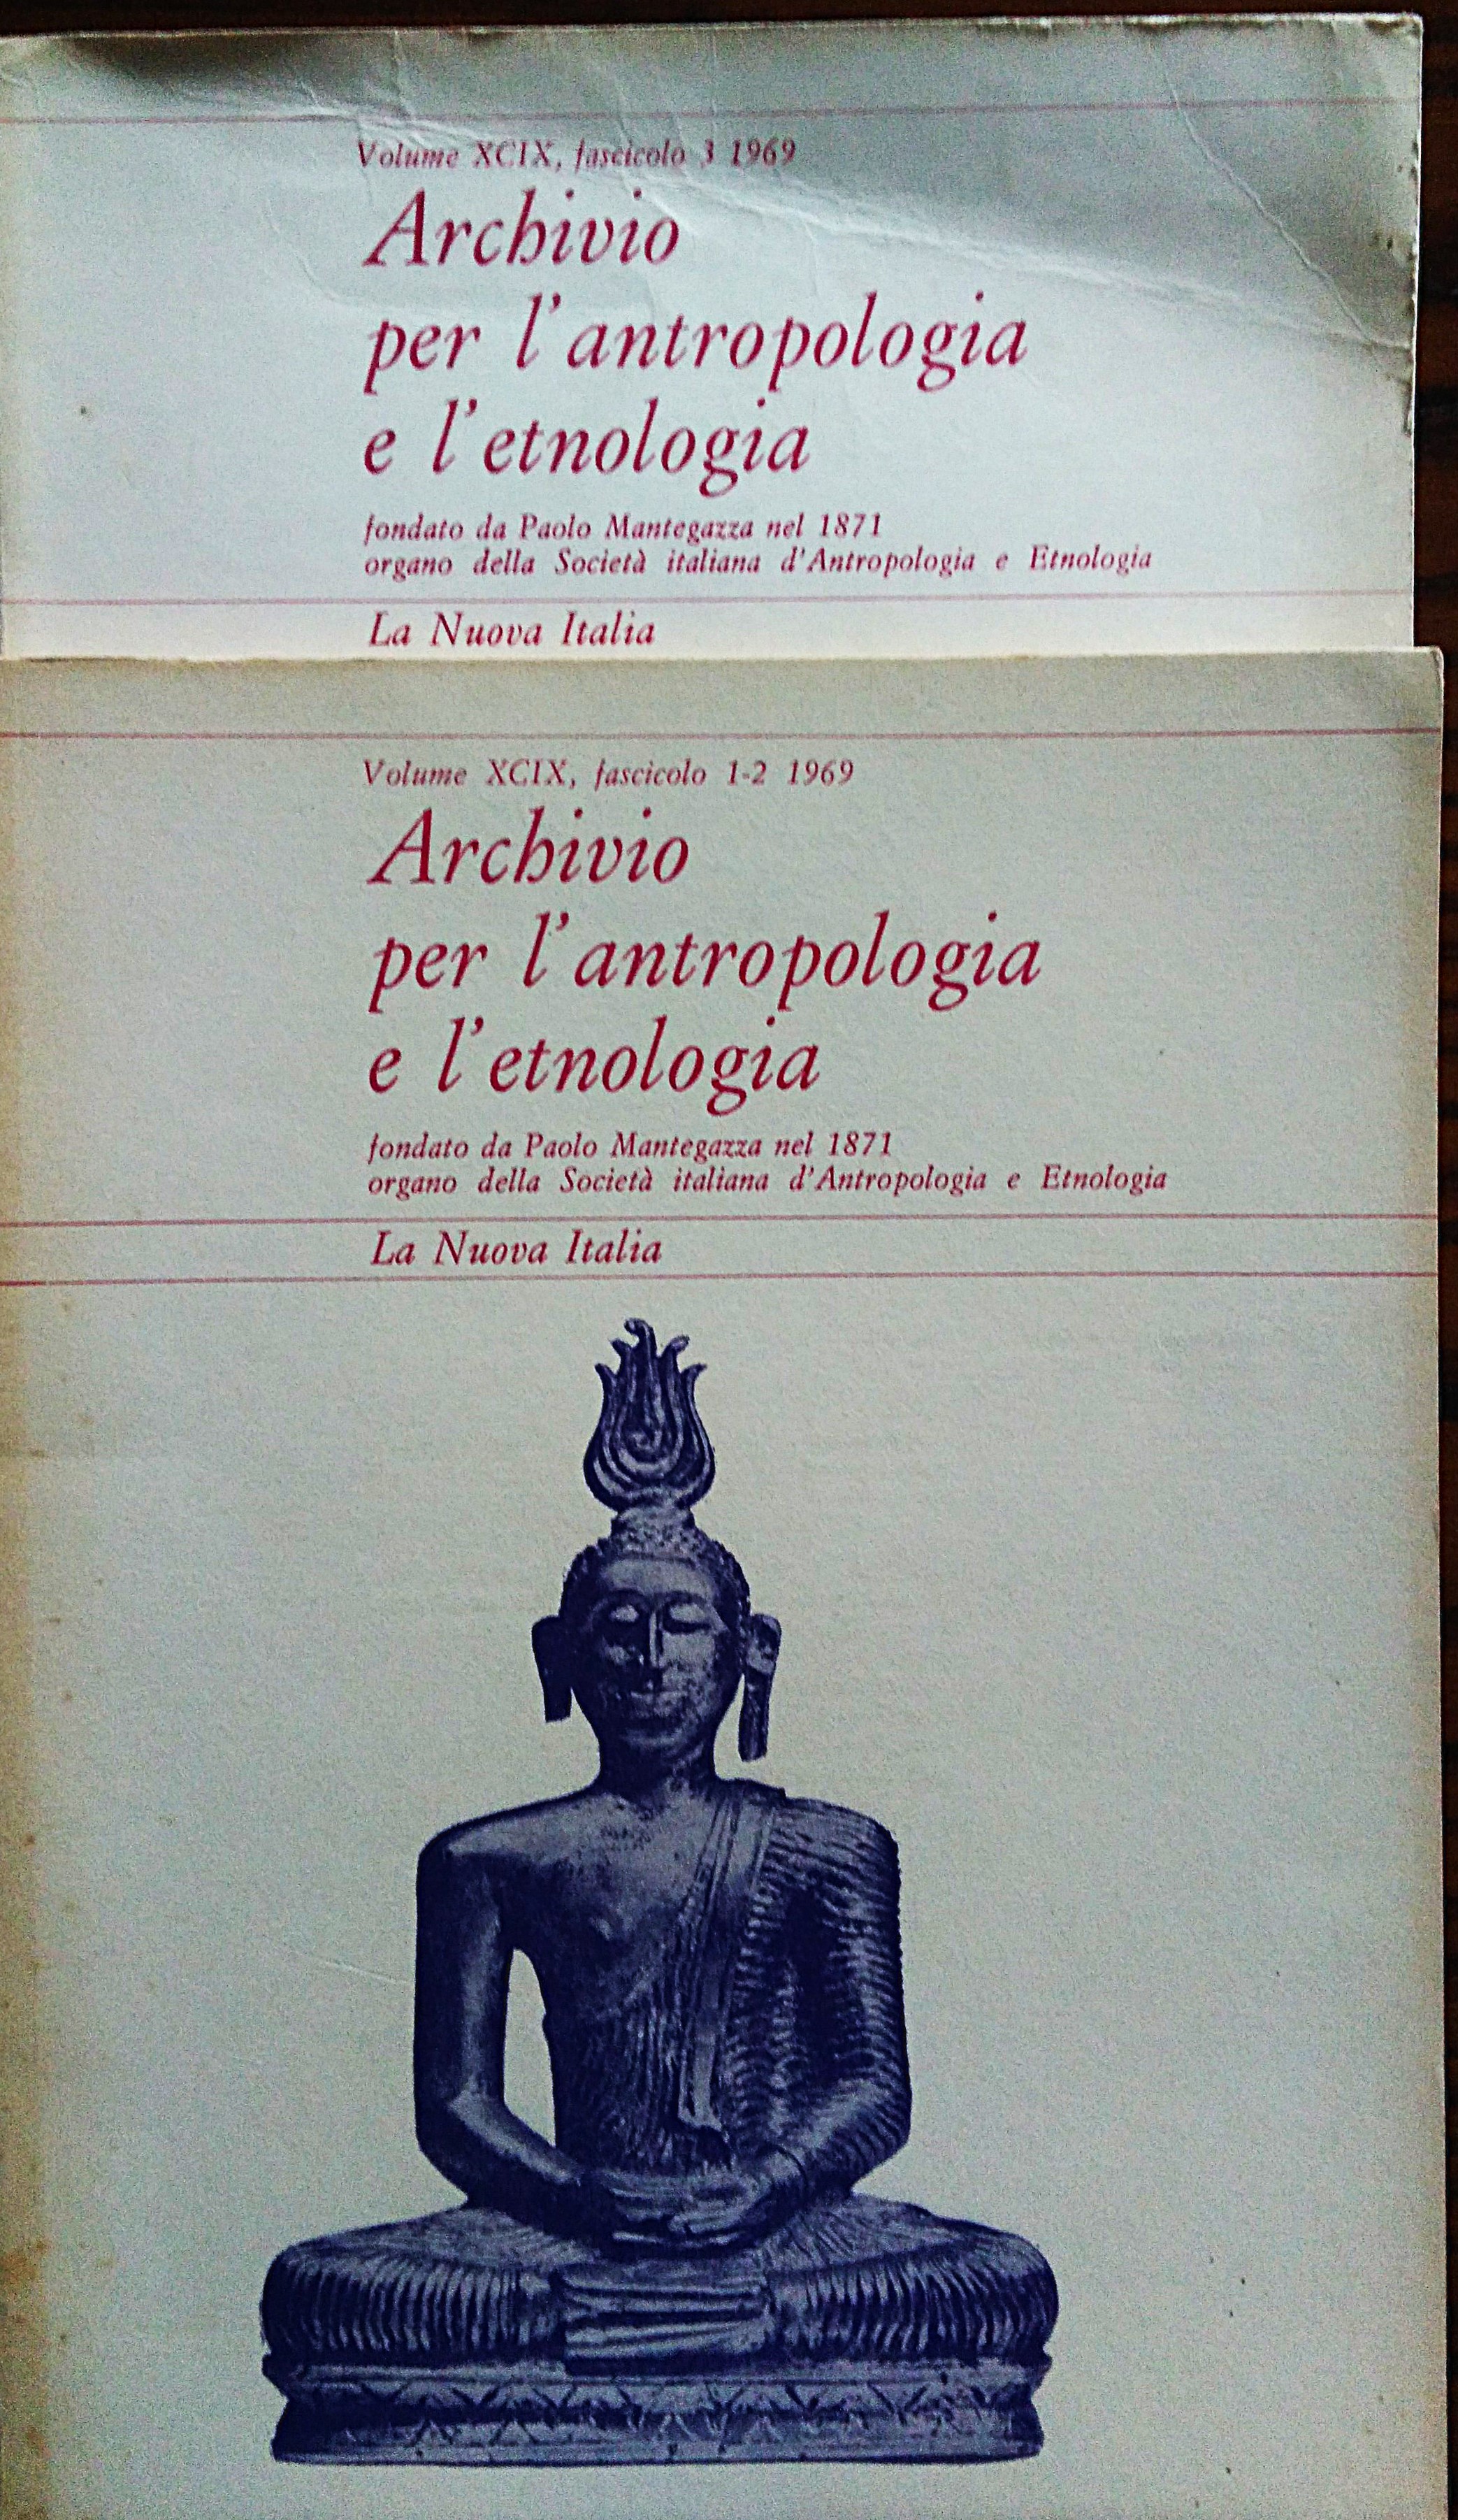 Volume XCIX, fascicolo 3 1969
Archivio
per l'antropologia
e l'etnologia
fondato da Paolo Mantegazza nel 1871
organo della Società italiana d'Antropologia e Etnologia
La Nuova Italia
Volume XCIX, fascicolo 1-2 1969
Archivio
per l'antropologia
e l'etnologia
fondato da Paolo Mantegazza nel 1871
organo della Società italiana d'Antropologia e Etnologia
La Nuova Italia